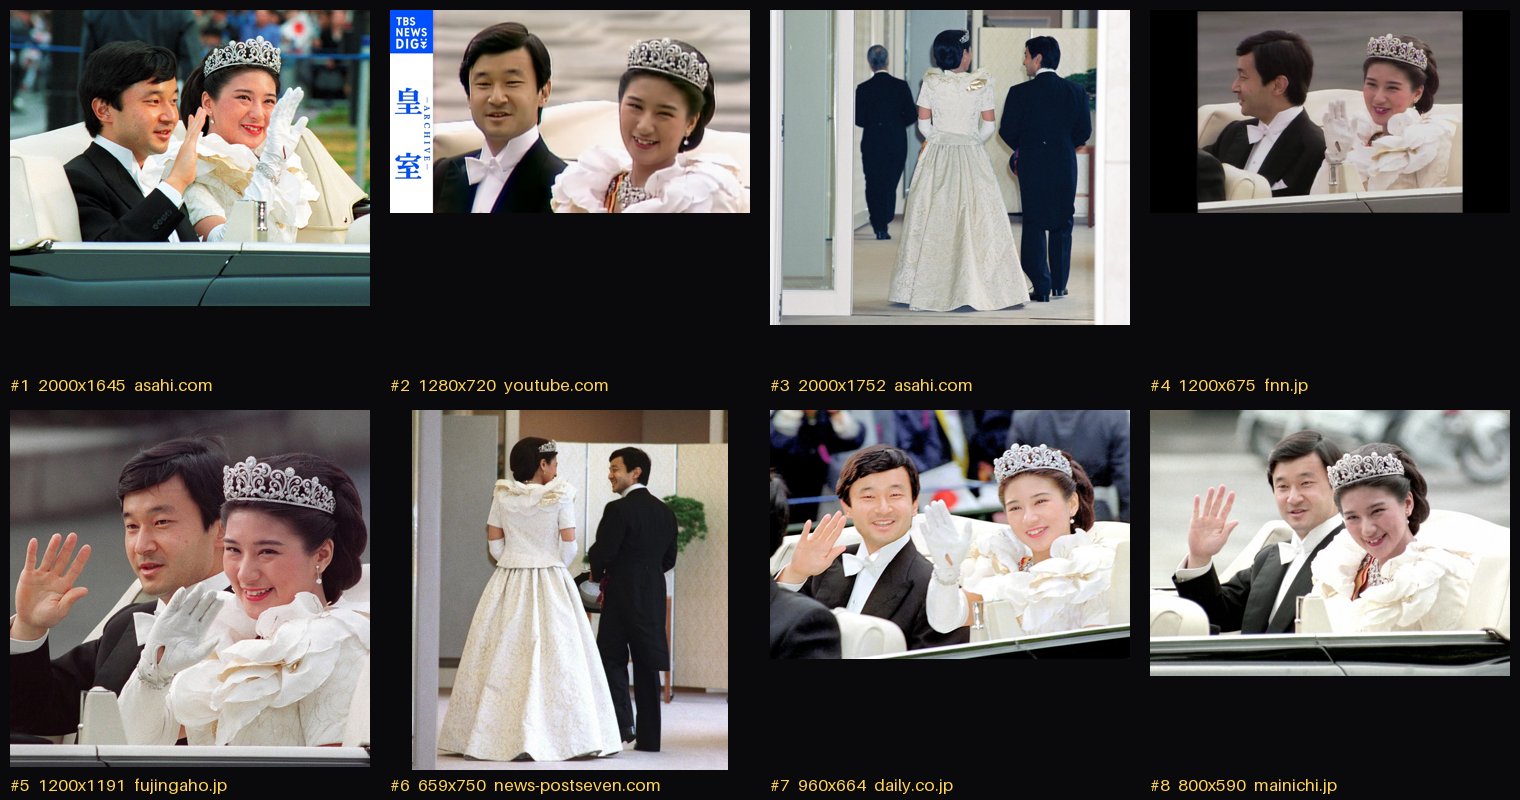 TBS
NEWS
DIG
皇室
-ARCHIVE-
#1 2000x1645 asahi.com
#2 1280x720 youtube.com
#3 2000x1752 asahi.com
#4 1200x675 fnn.jp
#5 1200x1191 fujingaho.jp
#6 659x750 news-postseven.com
#7 960x664 daily.co.jp
#8 800x590 mainichi.jp